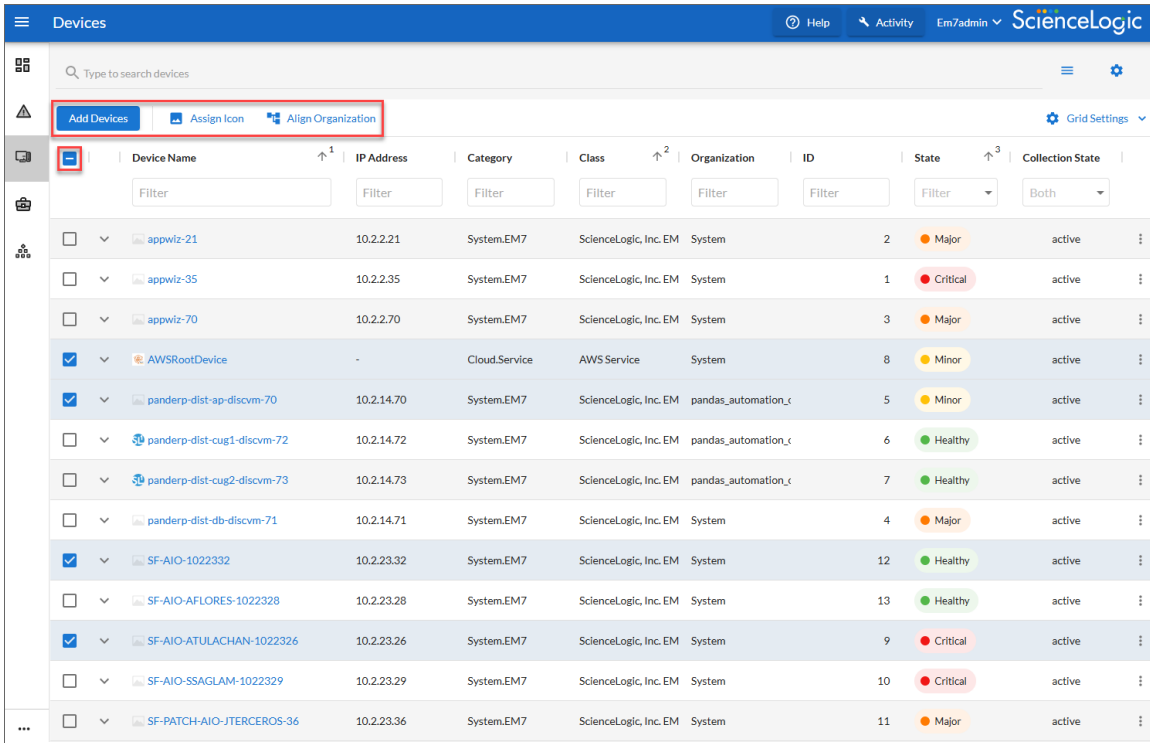 Devices Help Activity Em7admin ScienceLogic
Type to search devices
Add Devices Assign Icon Align Organization Grid Settings
Device Name 1 IP Address Category Class 2 Organization ID State 3 Collection State
Filter Filter Filter Filter Filter Filter Filter Both
appwiz-21 10.2.2.21 System.EM7 ScienceLogic, Inc. EM System 2 Major active
appwiz-35 10.2.2.35 System.EM7 ScienceLogic, Inc. EM System 1 Critical active
appwiz-70 10.2.2.70 System.EM7 ScienceLogic, Inc. EM System 3 Major active
AWSRootDevice - Cloud.Service AWS Service System 8 Minor active
panderp-dist-ap-discvm-70 10.2.14.70 System.EM7 ScienceLogic, Inc. EM pandas_automation_c 5 Minor active
panderp-dist-cug1-discvm-72 10.2.14.72 System.EM7 ScienceLogic, Inc. EM pandas_automation_c 6 Healthy active
panderp-dist-cug2-discvm-73 10.2.14.73 System.EM7 ScienceLogic, Inc. EM pandas_automation_c 7 Healthy active
panderp-dist-db-discvm-71 10.2.14.71 System.EM7 ScienceLogic, Inc. EM System 4 Major active
SF-AIO-1022332 10.2.23.32 System.EM7 ScienceLogic, Inc. EM System 12 Healthy active
SF-AIO-AFLORES-1022328 10.2.23.28 System.EM7 ScienceLogic, Inc. EM System 13 Healthy active
SF-AIO-ATULACHAN-1022326 10.2.23.26 System.EM7 ScienceLogic, Inc. EM System 9 Critical active
SF-AIO-SSAGLAM-1022329 10.2.23.29 System.EM7 ScienceLogic, Inc. EM System 10 Critical active
SF-PATCH-AIO-JTERCEROS-36 10.2.23.36 System.EM7 ScienceLogic, Inc. EM System 11 Major active